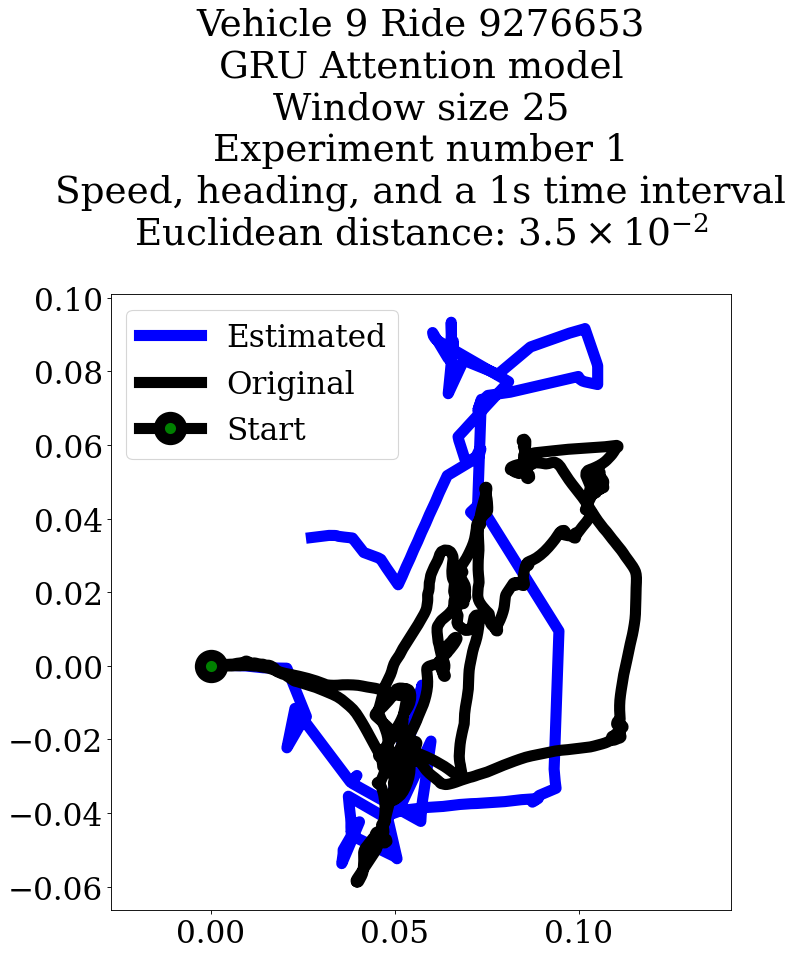 Vehicle 9 Ride 9276653
GRU Attention model
Window size 25
Experiment number 1
Speed, heading, and a 1s time interval
Euclidean distance: 3.5 × 10⁻²
Estimated
Original
Start
0.10
0.08
0.06
0.04
0.02
0.00
−0.02
−0.04
−0.06
0.00 0.05 0.10